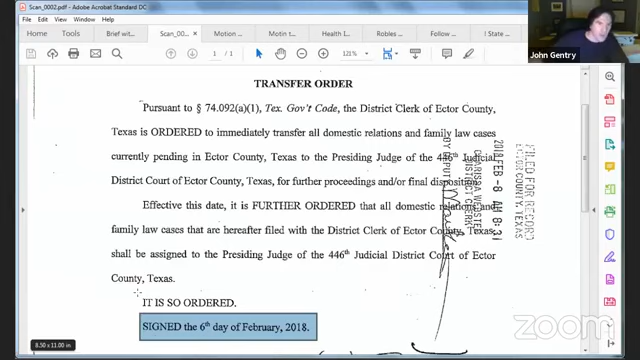 Scan_0002.pdf - Adobe Acrobat Standard DC
File Edit View Window Help
Home Tools Brief wit... Scan_00... Motion ... Motin t... Health L... Robles ... ! State ...
1 / 1 121%
John Gentry
TRANSFER ORDER
Pursuant to § 74.092(a)(1), Tex. Gov't Code, the District Clerk of Ector County,
Texas is ORDERED to immediately transfer all domestic relations and family law cases
currently pending in Ector County, Texas to the Presiding Judge of the 446th Judicial
District Court of Ector County, Texas, for further proceedings and/or final disposition.
Effective this date, it is FURTHER ORDERED that all domestic relations and
family law cases that are hereafter filed with the District Clerk of Ector County, Texas,
shall be assigned to the Presiding Judge of the 446th Judicial District Court of Ector
County, Texas.
IT IS SO ORDERED.
SIGNED the 6th day of February, 2018.
FILED FOR RECORD
ECTOR COUNTY, TEXAS
2018 FEB -8 AM 8:31
CLARISSA WEBSTER
DISTRICT CLERK
BY DEPUTY
8.50 x 11.00 in
zoom